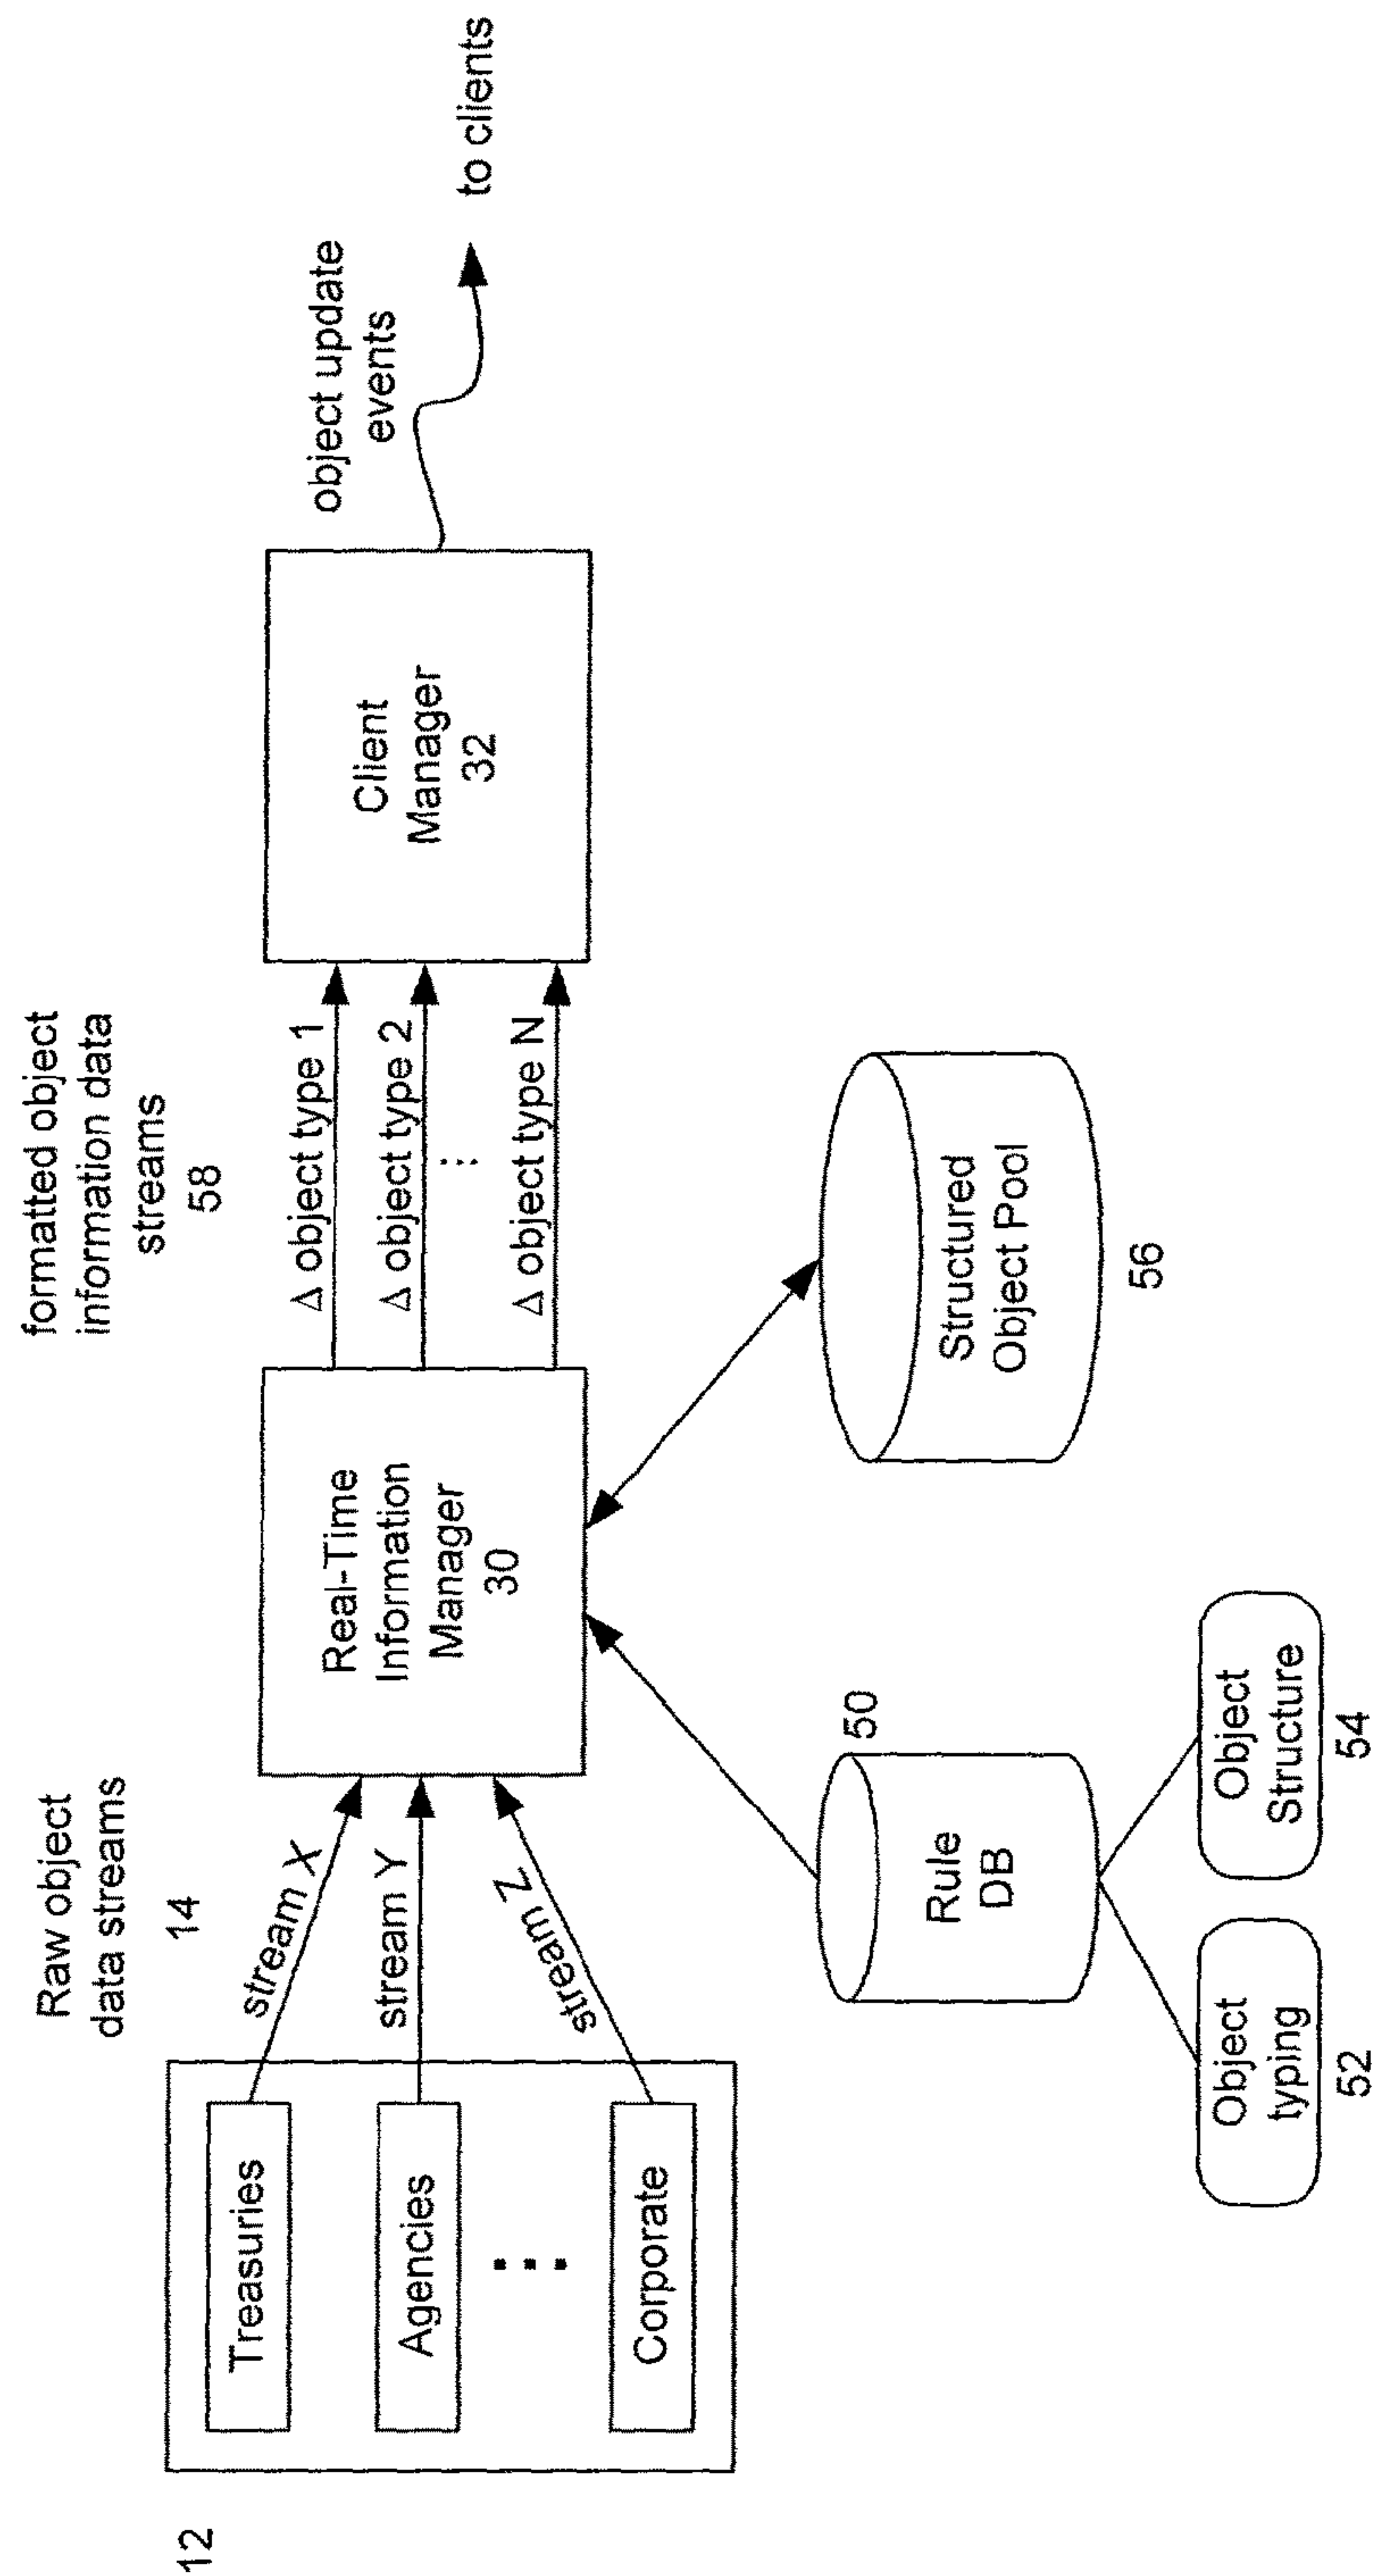 12
Treasuries
Agencies
Corporate
Raw object
data streams
14
stream X
stream Y
stream Z
Real-Time
Information
Manager
30
formatted object
information data
streams
58
Δ object type 1
Δ object type 2
Δ object type N
Client
Manager
32
object update
events
to clients
Rule
DB
50
Object
typing
52
Object
Structure
54
Structured
Object Pool
56